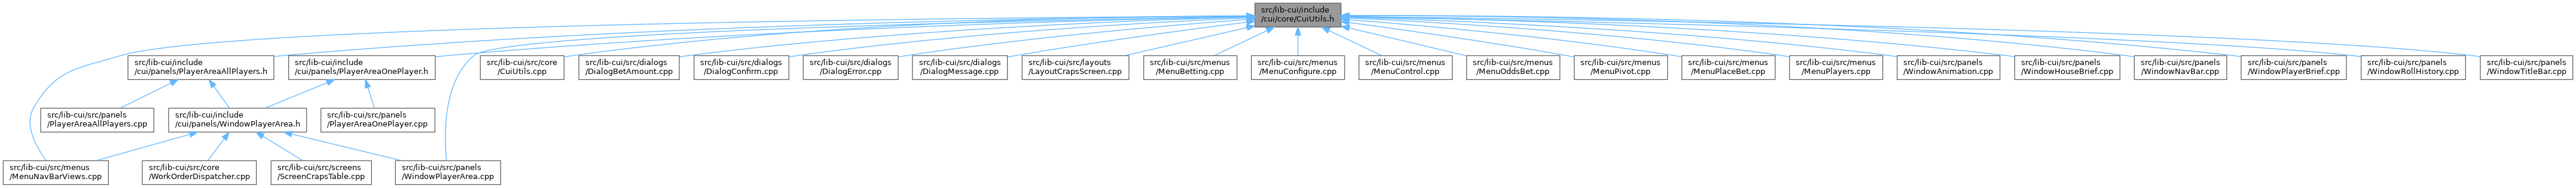 src/lib-cui/include
/cui/core/CuiUtils.h
src/lib-cui/include
/cui/panels/PlayerAreaAllPlayers.h
src/lib-cui/include
/cui/panels/PlayerAreaOnePlayer.h
src/lib-cui/src/core
/CuiUtils.cpp
src/lib-cui/src/dialogs
/DialogBetAmount.cpp
src/lib-cui/src/dialogs
/DialogConfirm.cpp
src/lib-cui/src/dialogs
/DialogError.cpp
src/lib-cui/src/dialogs
/DialogMessage.cpp
src/lib-cui/src/layouts
/LayoutCrapsScreen.cpp
src/lib-cui/src/menus
/MenuBetting.cpp
src/lib-cui/src/menus
/MenuConfigure.cpp
src/lib-cui/src/menus
/MenuControl.cpp
src/lib-cui/src/menus
/MenuOddsBet.cpp
src/lib-cui/src/menus
/MenuPivot.cpp
src/lib-cui/src/menus
/MenuPlaceBet.cpp
src/lib-cui/src/menus
/MenuPlayers.cpp
src/lib-cui/src/panels
/WindowAnimation.cpp
src/lib-cui/src/panels
/WindowHouseBrief.cpp
src/lib-cui/src/panels
/WindowNavBar.cpp
src/lib-cui/src/panels
/WindowPlayerBrief.cpp
src/lib-cui/src/panels
/WindowRollHistory.cpp
src/lib-cui/src/panels
/WindowTitleBar.cpp
src/lib-cui/src/panels
/PlayerAreaAllPlayers.cpp
src/lib-cui/include
/cui/panels/WindowPlayerArea.h
src/lib-cui/src/panels
/PlayerAreaOnePlayer.cpp
src/lib-cui/src/menus
/MenuNavBarViews.cpp
src/lib-cui/src/core
/WorkOrderDispatcher.cpp
src/lib-cui/src/screens
/ScreenCrapsTable.cpp
src/lib-cui/src/panels
/WindowPlayerArea.cpp